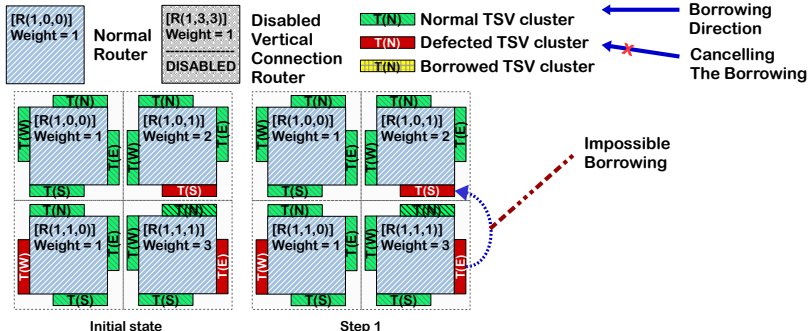 [R(1,0,0)]
Weight = 1
Normal
Router
[R(1,3,3)]
Weight = 1
DISABLED
Disabled
Vertical
Connection
Router
T(N) Normal TSV cluster
T(N) Defected TSV cluster
T(N) Borrowed TSV cluster
Borrowing
Direction
X
Cancelling
The Borrowing
T(N)
T(W)
[R(1,0,0)]
Weight = 1
T(E)
T(S)
T(N)
T(W)
[R(1,0,1)]
Weight = 2
T(E)
T(S)
T(N)
T(W)
[R(1,1,0)]
Weight = 1
T(E)
T(S)
T(N)
T(W)
[R(1,1,1)]
Weight = 3
T(E)
T(S)
Initial state
T(N)
T(W)
[R(1,0,0)]
Weight = 1
T(E)
T(S)
T(N)
T(W)
[R(1,0,1)]
Weight = 2
T(E)
T(S)
T(N)
T(W)
[R(1,1,0)]
Weight = 1
T(E)
T(S)
T(N)
T(W)
[R(1,1,1)]
Weight = 3
T(E)
T(S)
Step 1
Impossible
Borrowing